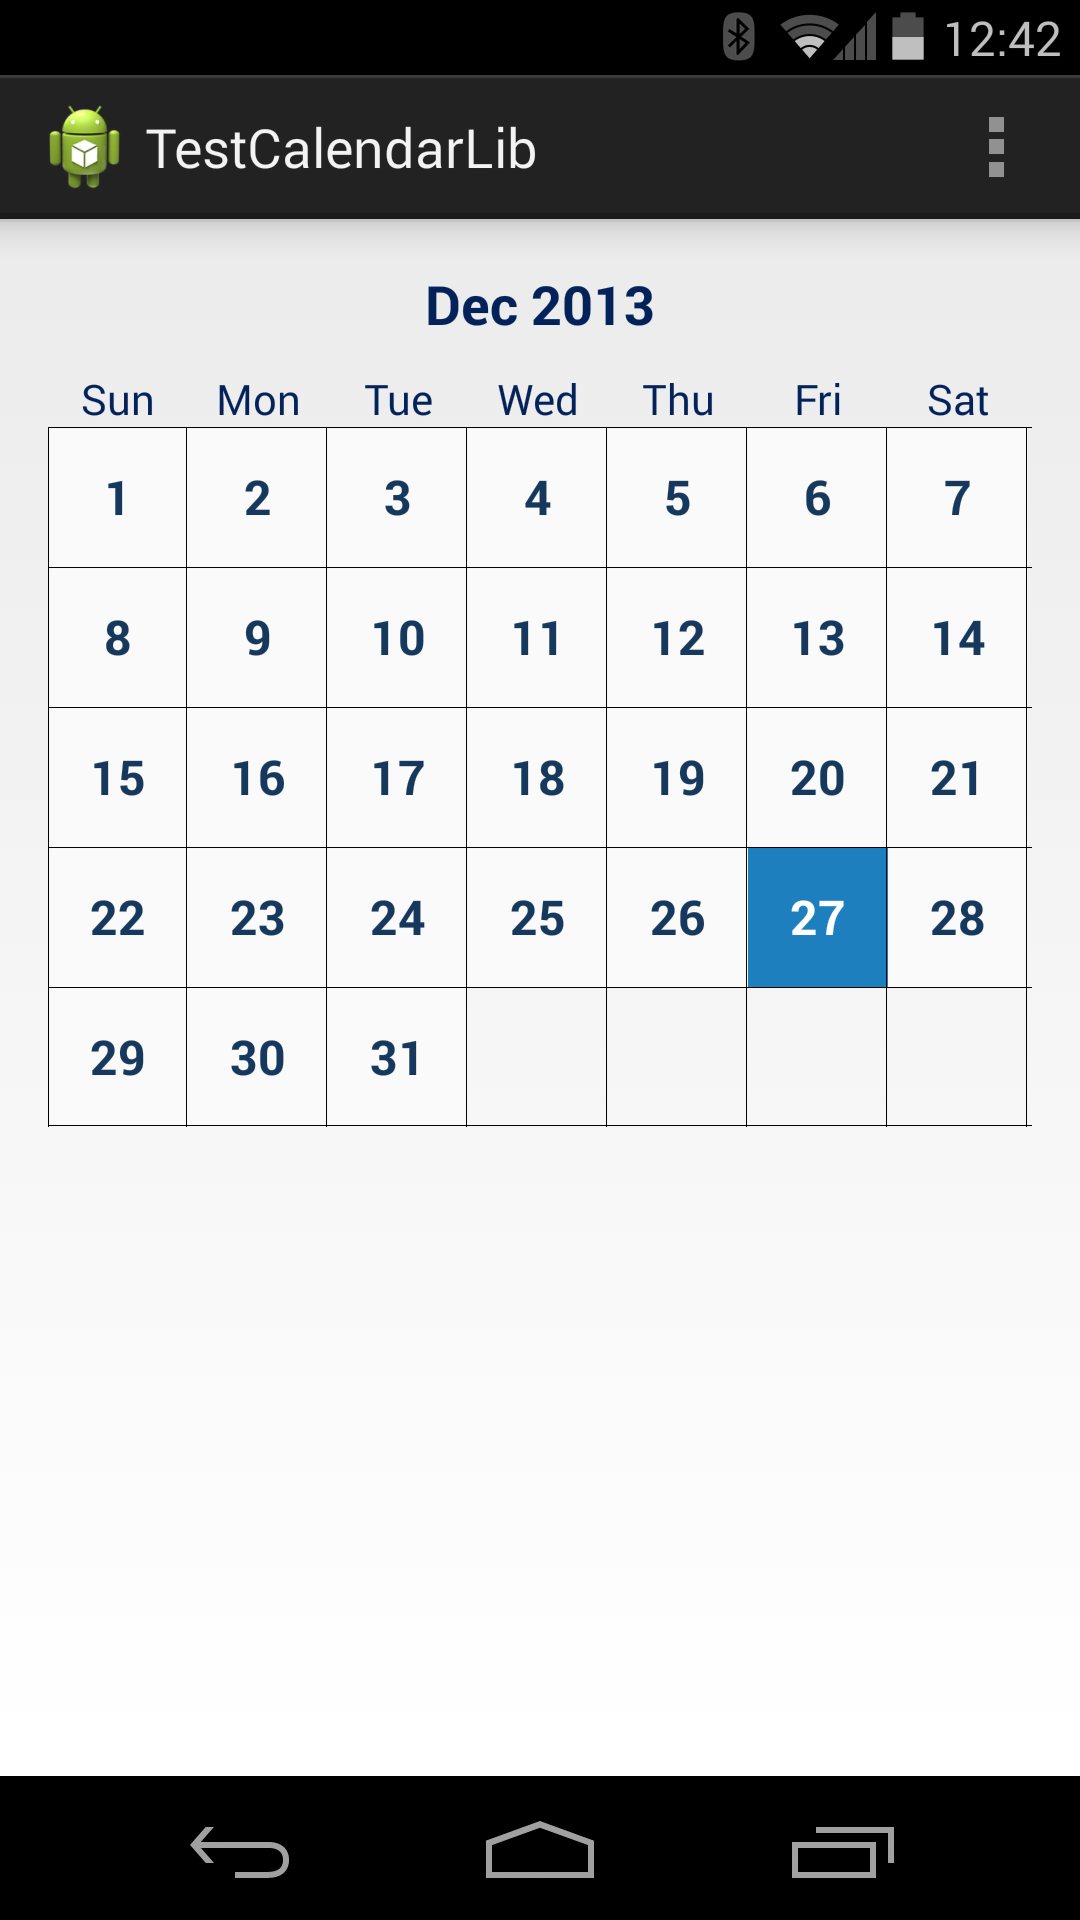 12:42
TestCalendarLib
Dec 2013
Sun Mon Tue Wed Thu Fri Sat
1 2 3 4 5 6 7
8 9 10 11 12 13 14
15 16 17 18 19 20 21
22 23 24 25 26 27 28
29 30 31